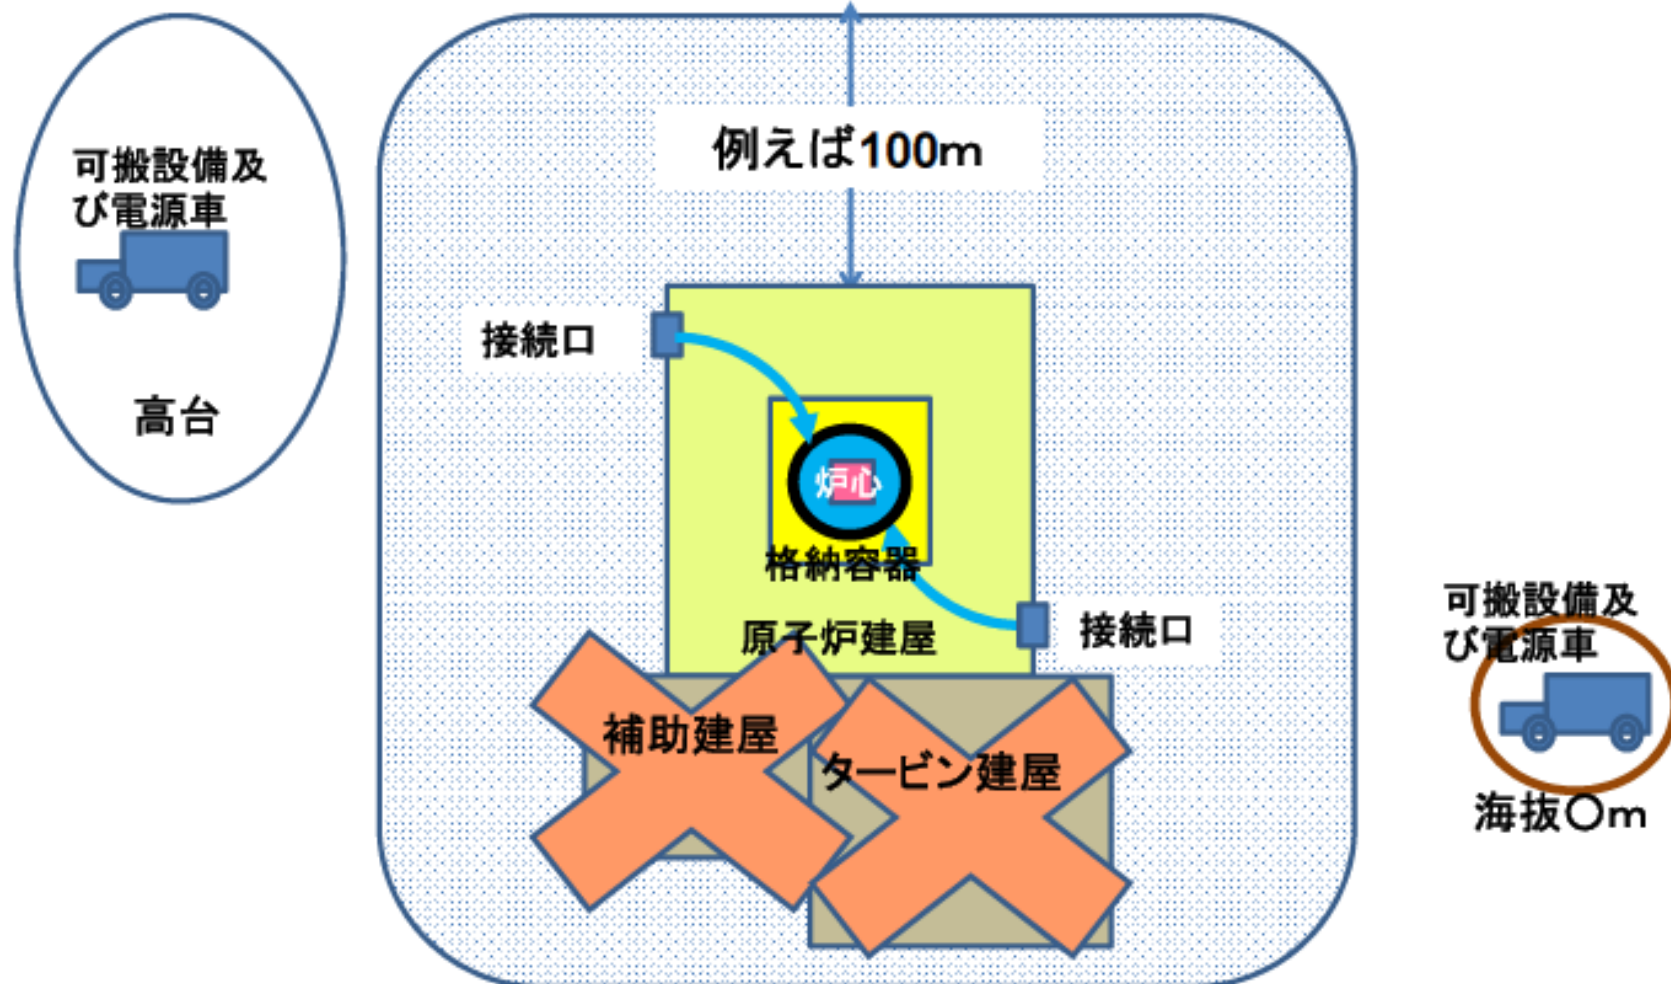 例えば100m
可搬設備及
び電源車
高台
接続口
炉心
格納容器
原子炉建屋
接続口
補助建屋
タービン建屋
可搬設備及
び電源車
海抜〇m